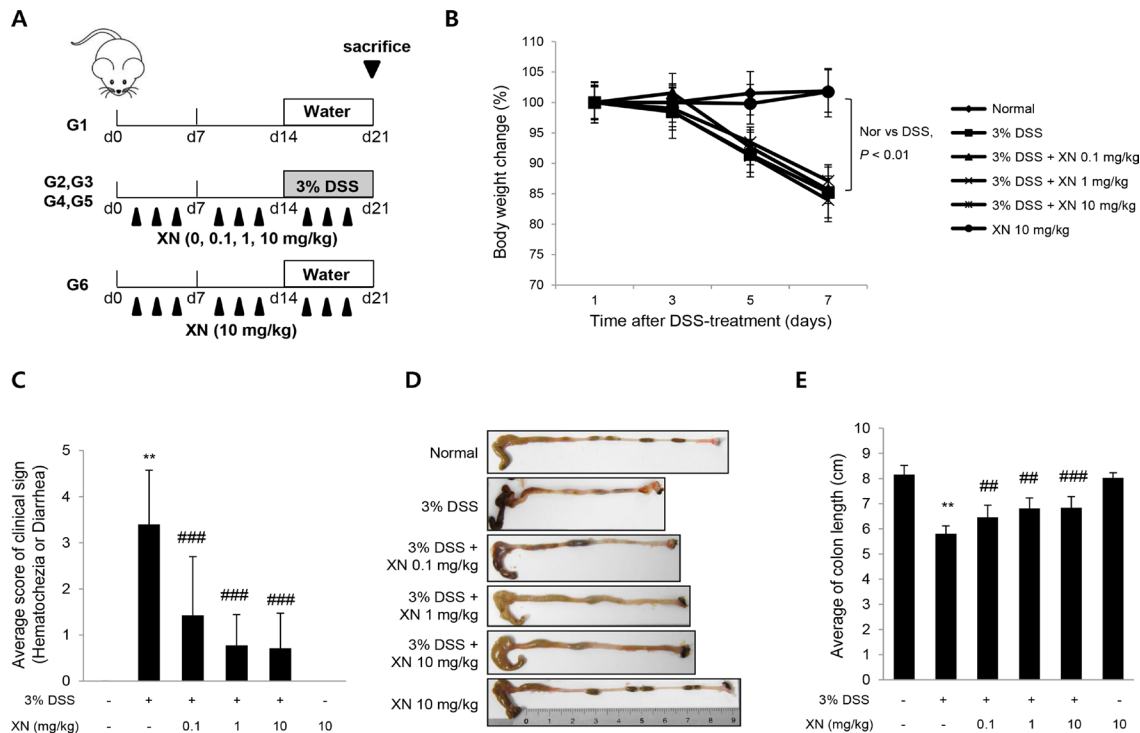 A
sacrifice
Water
G1
d0
d7
d14
d21
G2,G3
G4,G5
3% DSS
d0
d7
d14
d21
XN (0, 0.1, 1, 10 mg/kg)
Water
G6
d0
d7
d14
d21
XN (10 mg/kg)
B
Body weight change (%)
110
105
100
95
90
85
80
75
70
1
3
5
7
Time after DSS-treatment (days)
Nor vs DSS,
P < 0.01
Normal
3% DSS
3% DSS + XN 0.1 mg/kg
3% DSS + XN 1 mg/kg
3% DSS + XN 10 mg/kg
XN 10 mg/kg
C
Average score of clinical sign
(Hematochezia or Diarrhea)
5
4
3
2
1
0
**
###
###
###
3% DSS - + + + + -
XN (mg/kg) - - 0.1 1 10 10
D
Normal
3% DSS
3% DSS +
XN 0.1 mg/kg
3% DSS +
XN 1 mg/kg
3% DSS +
XN 10 mg/kg
XN 10 mg/kg
0 1 2 3 4 5 6 7 8 9
E
Average of colon length (cm)
10
9
8
7
6
5
4
3
2
1
0
**
##
##
###
3% DSS - + + + + -
XN (mg/kg) - - 0.1 1 10 10